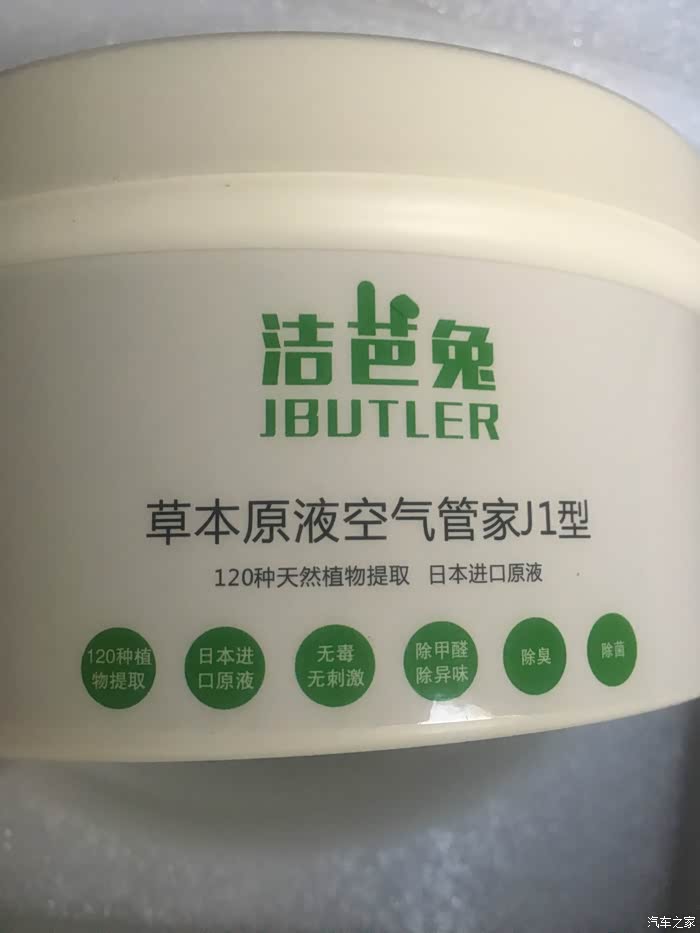 洁芭兔
JBUTLER
草本原液空气管家J1型
120种天然植物提取 日本进口原液
120种植
物提取
日本进
口原液
无毒
无刺激
除甲醛
除异味
除臭
除菌
汽车之家